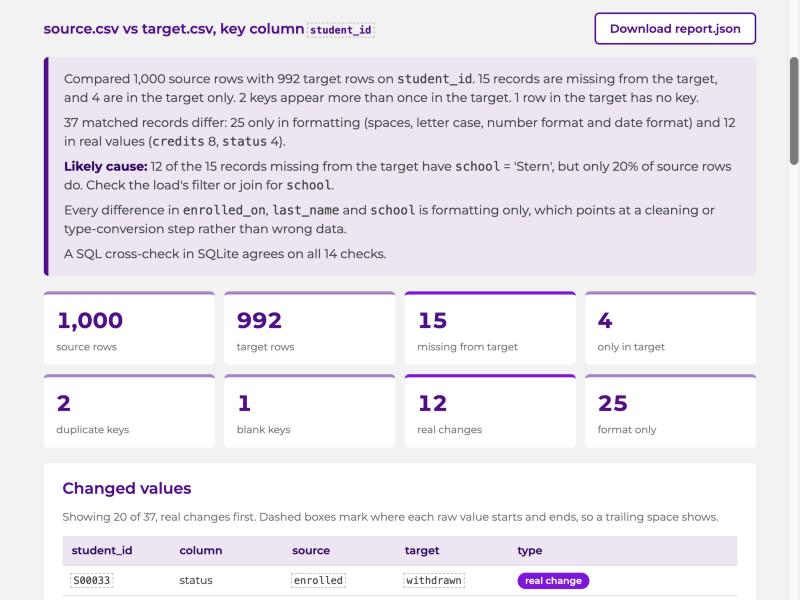 source.csv vs target.csv, key column student_id
Download report.json
Compared 1,000 source rows with 992 target rows on student_id. 15 records are missing from the target,
and 4 are in the target only. 2 keys appear more than once in the target. 1 row in the target has no key.
37 matched records differ: 25 only in formatting (spaces, letter case, number format and date format) and 12
in real values (credits 8, status 4).
Likely cause: 12 of the 15 records missing from the target have school = 'Stern', but only 20% of source rows
do. Check the load's filter or join for school.
Every difference in enrolled_on, last_name and school is formatting only, which points at a cleaning or
type-conversion step rather than wrong data.
A SQL cross-check in SQLite agrees on all 14 checks.
1,000
source rows
992
target rows
15
missing from target
4
only in target
2
duplicate keys
1
blank keys
12
real changes
25
format only
Changed values
Showing 20 of 37, real changes first. Dashed boxes mark where each raw value starts and ends, so a trailing space shows.
student_id column source target type
S00033 status enrolled withdrawn real change